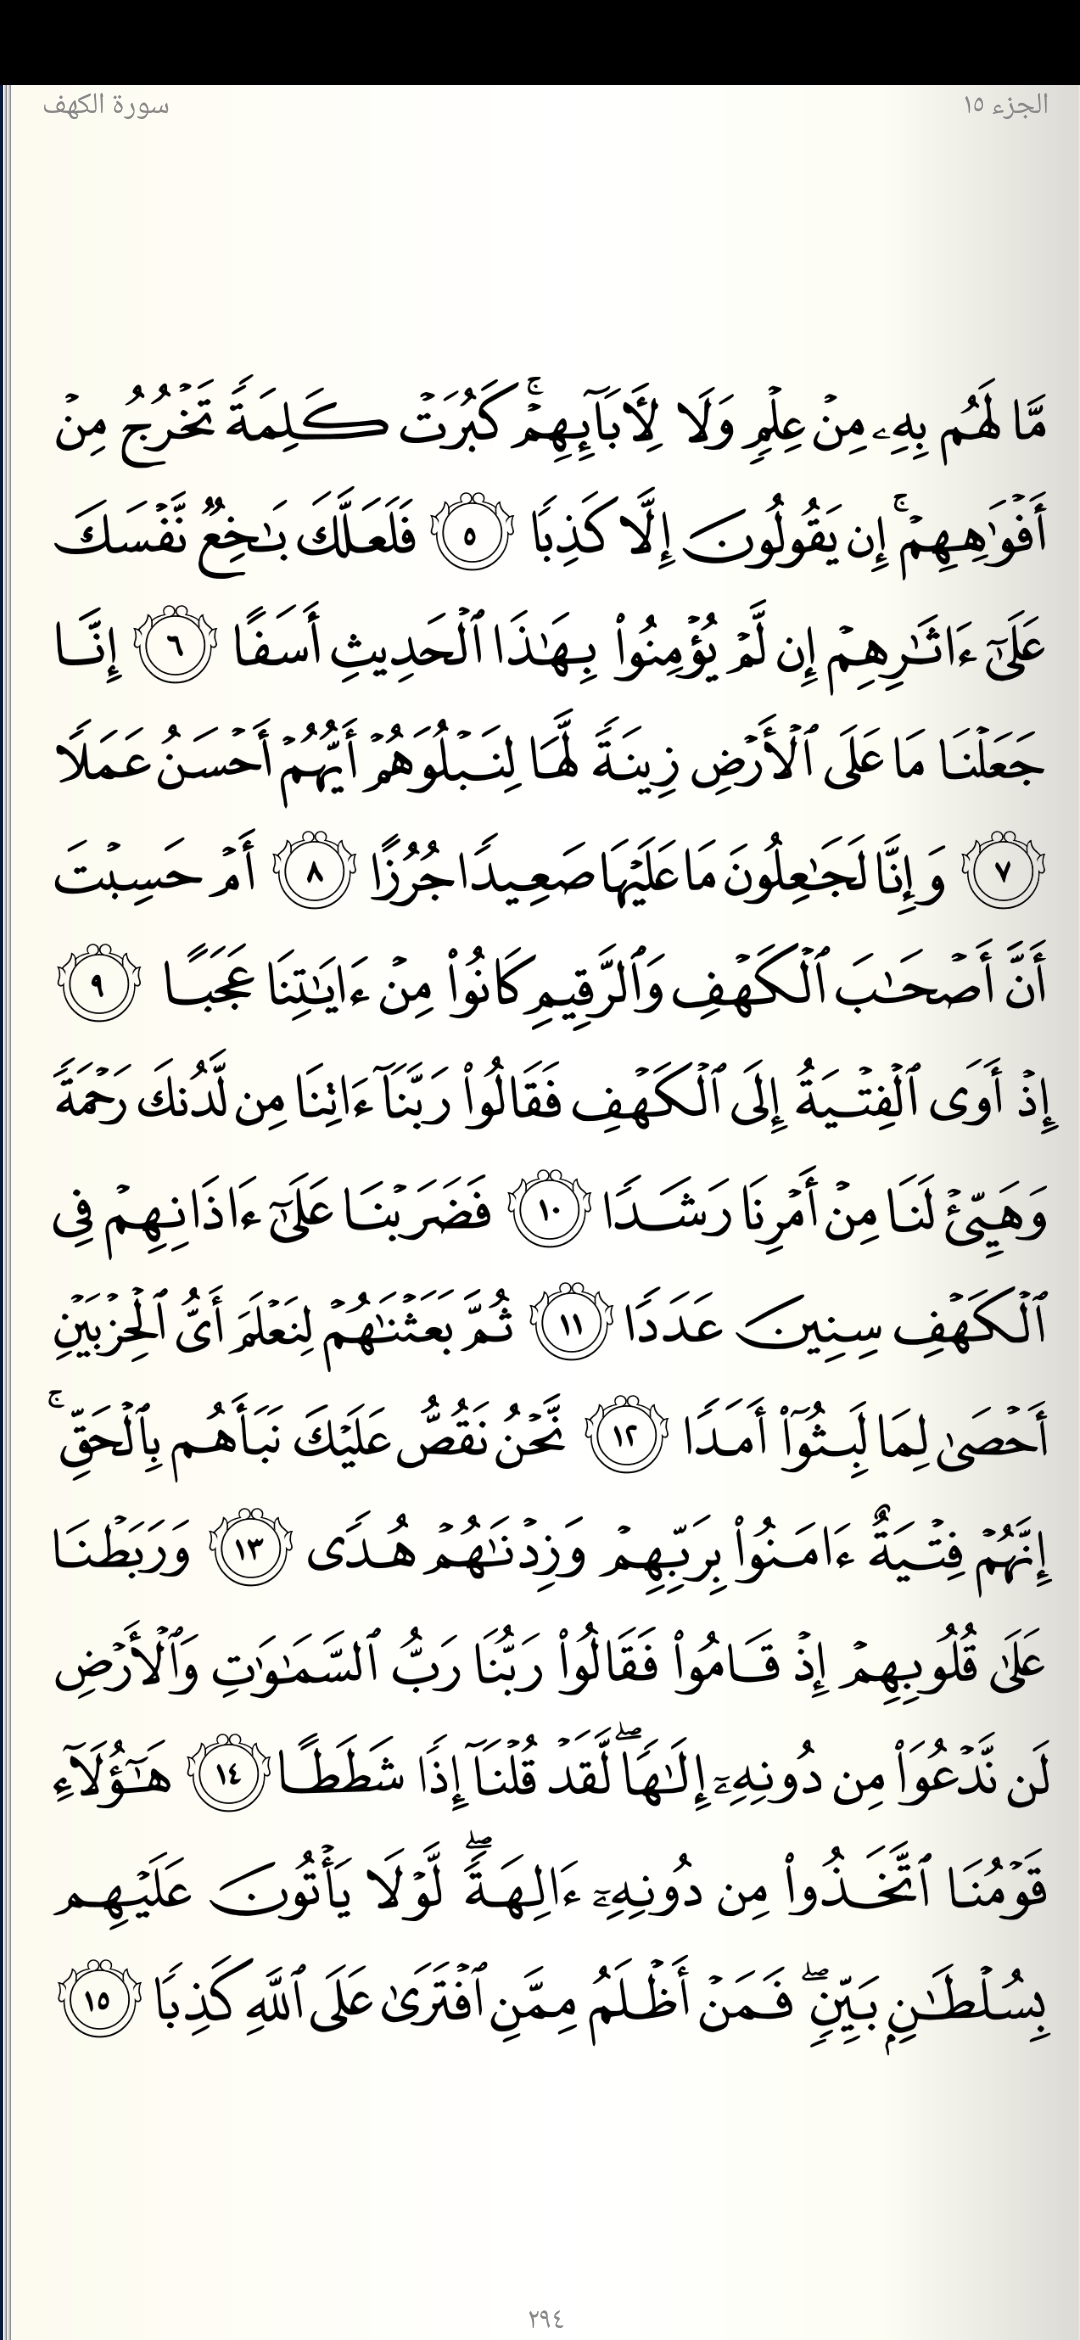 الجزء ١٥
سورة الكهف
مَّا لَهُم بِهِۦ مِنۡ عِلۡمٖ وَلَا لِأٓبَآئِهِمۡۚ كَبُرَتۡ كَلِمَةٗ تَخۡرُجُ مِنۡ
أَفۡوَٰهِهِمۡۚ إِن يَقُولُونَ إِلَّا كَذِبٗا ٥ فَلَعَلَّكَ بَٰخِعٞ نَّفۡسَكَ
عَلَىٰٓ ءَاثَٰرِهِمۡ إِن لَّمۡ يُؤۡمِنُواْ بِهَٰذَا ٱلۡحَدِيثِ أَسَفًا ٦ إِنَّا
جَعَلۡنَا مَا عَلَى ٱلۡأَرۡضِ زِينَةٗ لَّهَا لِنَبۡلُوَهُمۡ أَيُّهُمۡ أَحۡسَنُ عَمَلٗا
٧ وَإِنَّا لَجَٰعِلُونَ مَا عَلَيۡهَا صَعِيدٗا جُرُزًا ٨ أَمۡ حَسِبۡتَ
أَنَّ أَصۡحَٰبَ ٱلۡكَهۡفِ وَٱلرَّقِيمِ كَانُواْ مِنۡ ءَايَٰتِنَا عَجَبًا ٩
إِذۡ أَوَى ٱلۡفِتۡيَةُ إِلَى ٱلۡكَهۡفِ فَقَالُواْ رَبَّنَآ ءَاتِنَا مِن لَّدُنكَ رَحۡمَةٗ
وَهَيِّئۡ لَنَا مِنۡ أَمۡرِنَا رَشَدٗا ١٠ فَضَرَبۡنَا عَلَىٰٓ ءَاذَانِهِمۡ فِي
ٱلۡكَهۡفِ سِنِينَ عَدَدٗا ١١ ثُمَّ بَعَثۡنَٰهُمۡ لِنَعۡلَمَ أَيُّ ٱلۡحِزۡبَيۡنِ
أَحۡصَىٰ لِمَا لَبِثُوٓاْ أَمَدٗا ١٢ نَّحۡنُ نَقُصُّ عَلَيۡكَ نَبَأَهُم بِٱلۡحَقِّۚ
إِنَّهُمۡ فِتۡيَةٌ ءَامَنُواْ بِرَبِّهِمۡ وَزِدۡنَٰهُمۡ هُدٗى ١٣ وَرَبَطۡنَا
عَلَىٰ قُلُوبِهِمۡ إِذۡ قَامُواْ فَقَالُواْ رَبُّنَا رَبُّ ٱلسَّمَٰوَٰتِ وَٱلۡأَرۡضِ
لَن نَّدۡعُوَاْ مِن دُونِهِۦٓ إِلَٰهٗاۖ لَّقَدۡ قُلۡنَآ إِذٗا شَطَطًا ١٤ هَٰٓؤُلَآءِ
قَوۡمُنَا ٱتَّخَذُواْ مِن دُونِهِۦٓ ءَالِهَةٗۖ لَّوۡلَا يَأۡتُونَ عَلَيۡهِم
بِسُلۡطَٰنِۭ بَيِّنٖۖ فَمَنۡ أَظۡلَمُ مِمَّنِ ٱفۡتَرَىٰ عَلَى ٱللَّهِ كَذِبٗا ١٥
٢٩٤